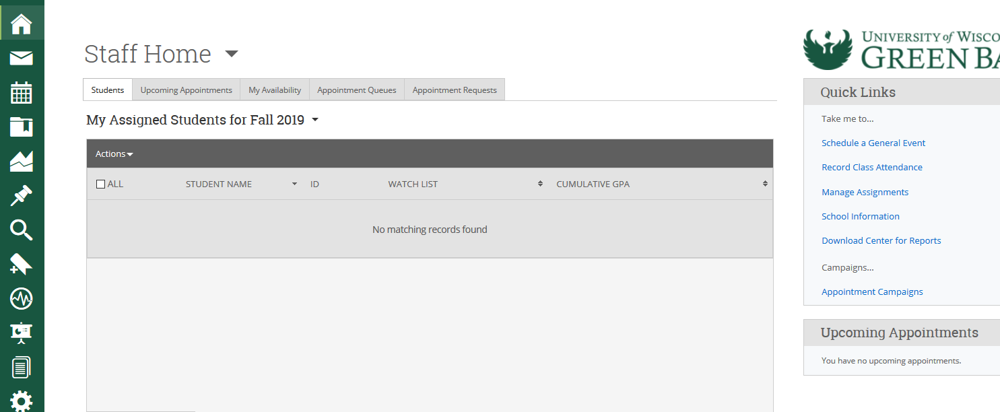 Staff Home
Students
Upcoming Appointments
My Availability
Appointment Queues
Appointment Requests
My Assigned Students for Fall 2019
Actions
ALL
STUDENT NAME
ID
WATCH LIST
CUMULATIVE GPA
No matching records found
UNIVERSITY of WISCO
GREEN BA
Quick Links
Take me to...
Schedule a General Event
Record Class Attendance
Manage Assignments
School Information
Download Center for Reports
Campaigns...
Appointment Campaigns
Upcoming Appointments
You have no upcoming appointments.